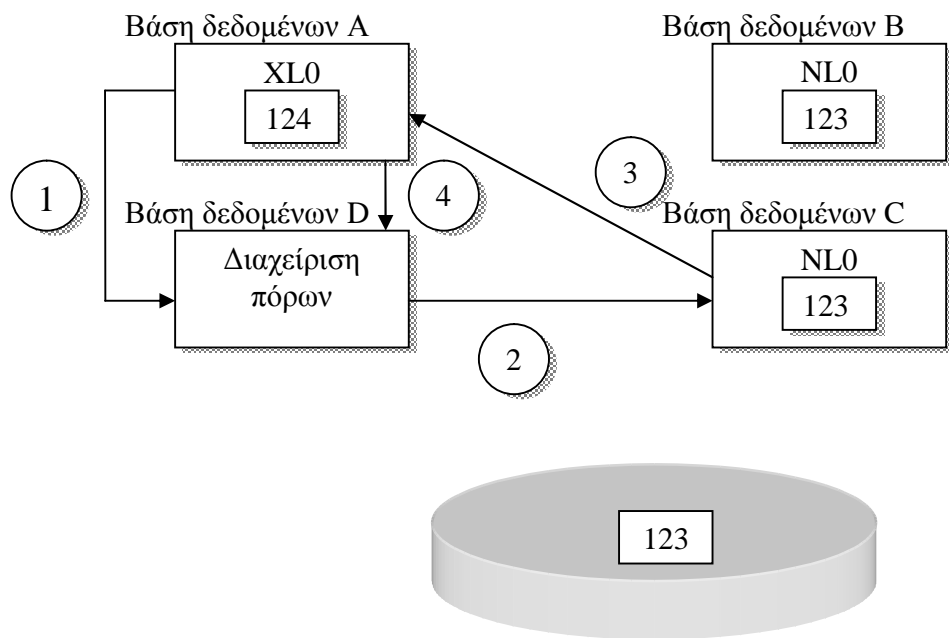 Βάση δεδομένων A
Βάση δεδομένων B
XL0
124
NL0
123
1
4
3
Βάση δεδομένων D
Βάση δεδομένων C
Διαχείριση
πόρων
NL0
123
2
123